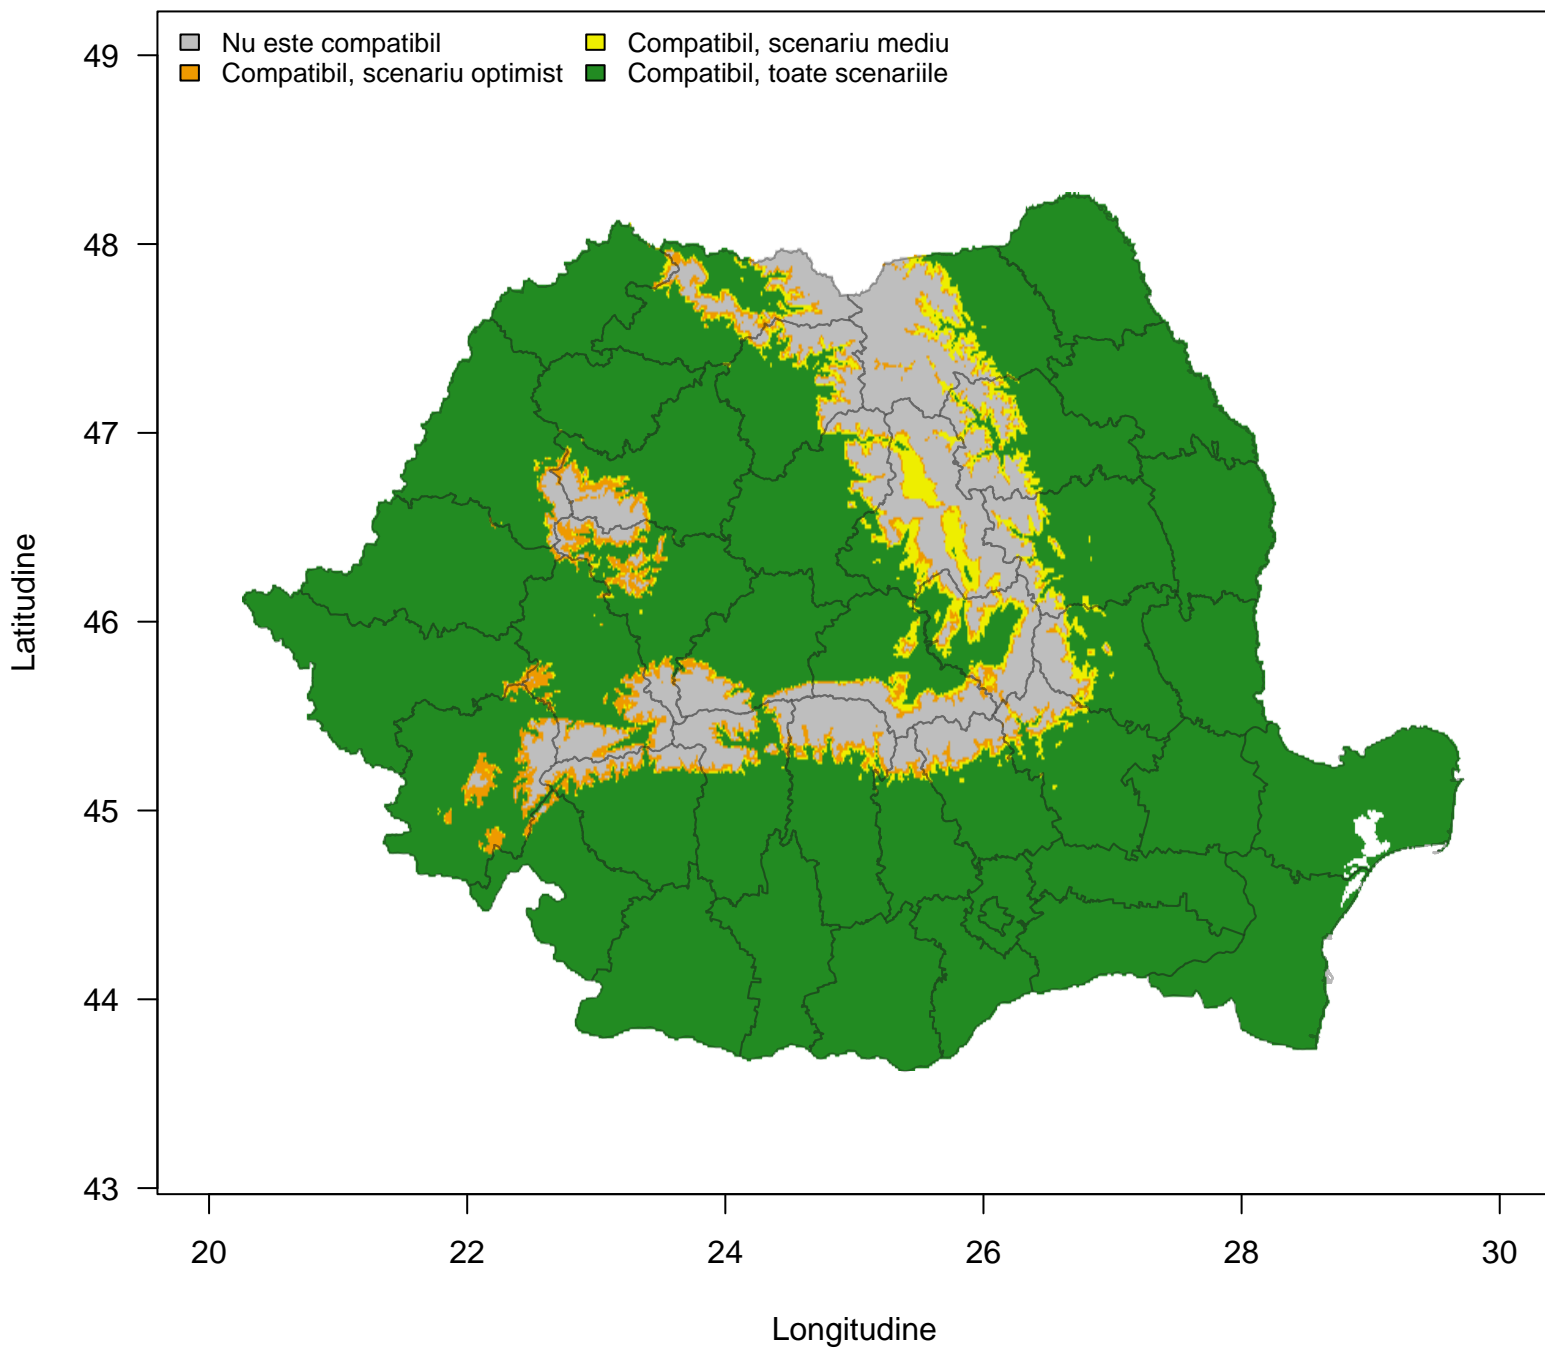 Nu este compatibil
Compatibil, scenariu optimist
Compatibil, scenariu mediu
Compatibil, toate scenariile
49
48
47
46
45
44
43
Latitudine
20 22 24 26 28 30
Longitudine